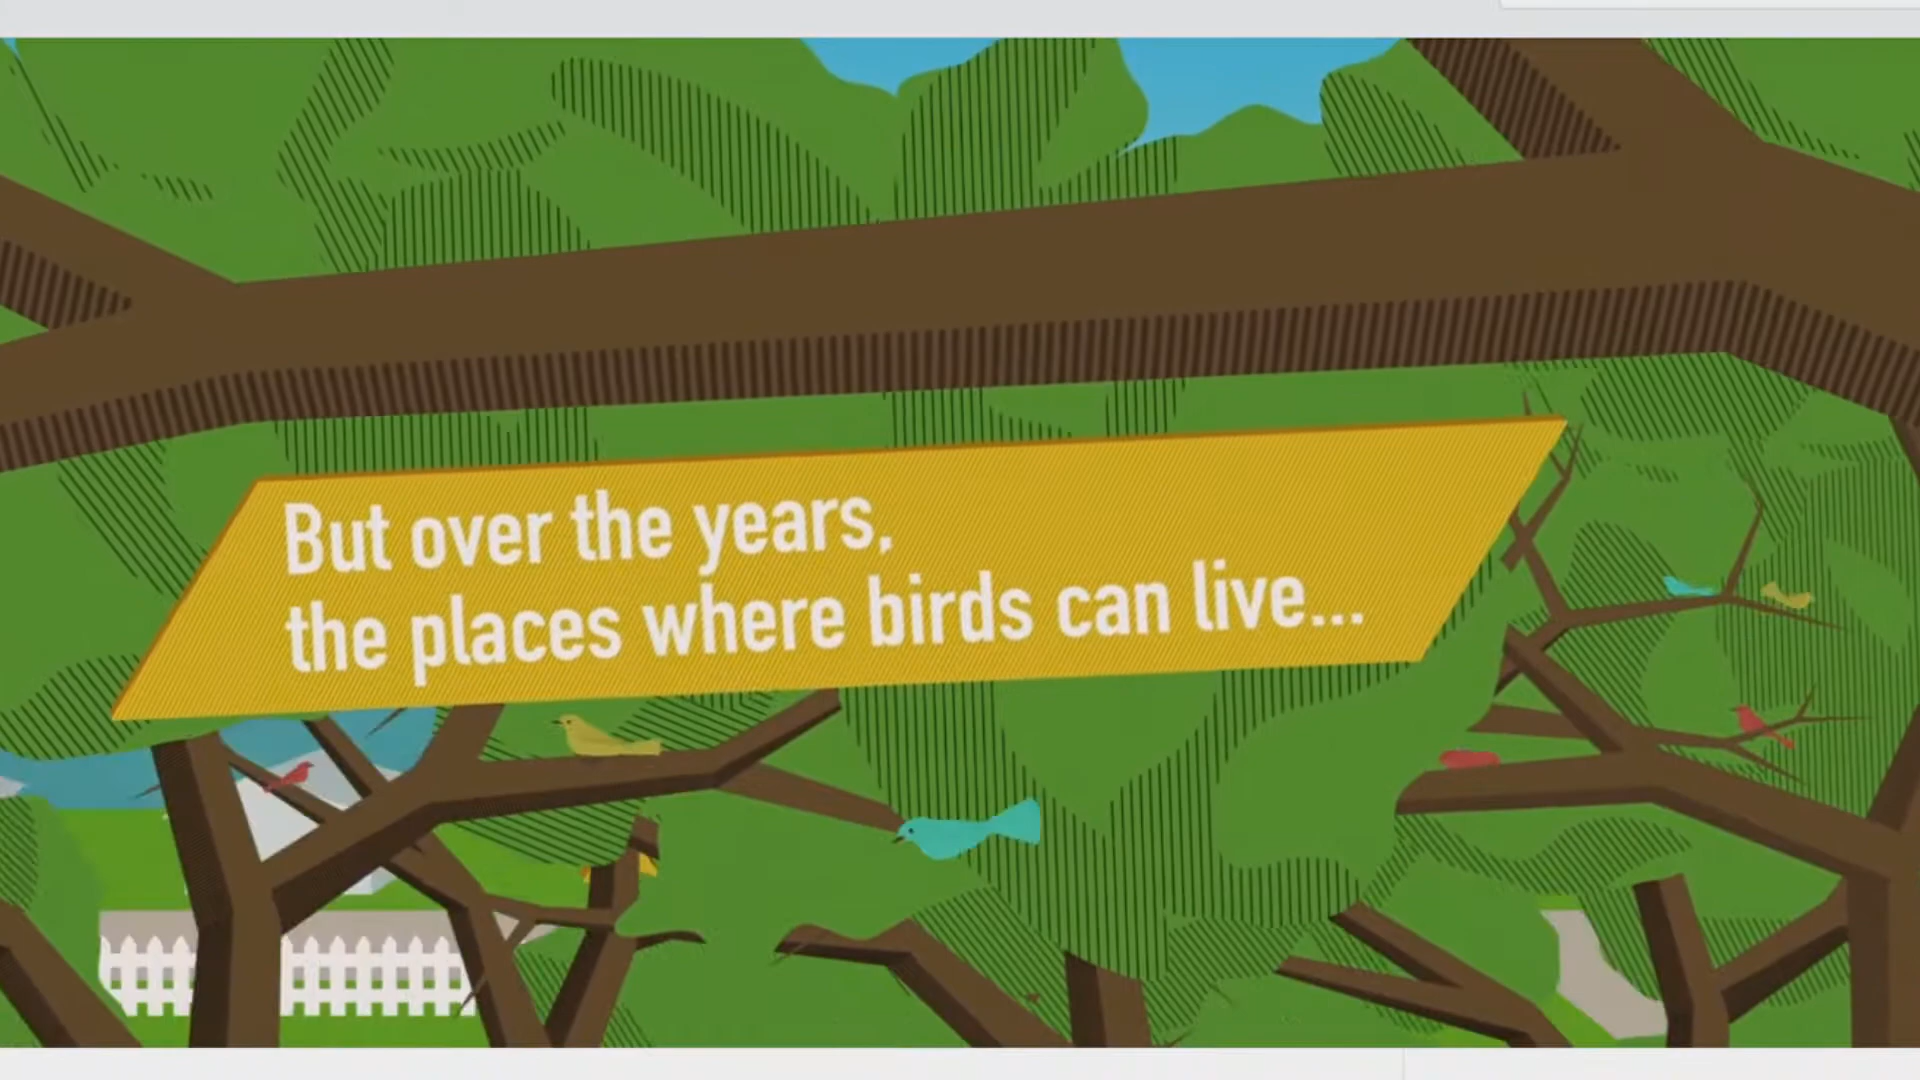 But over the years,
the places where birds can live...